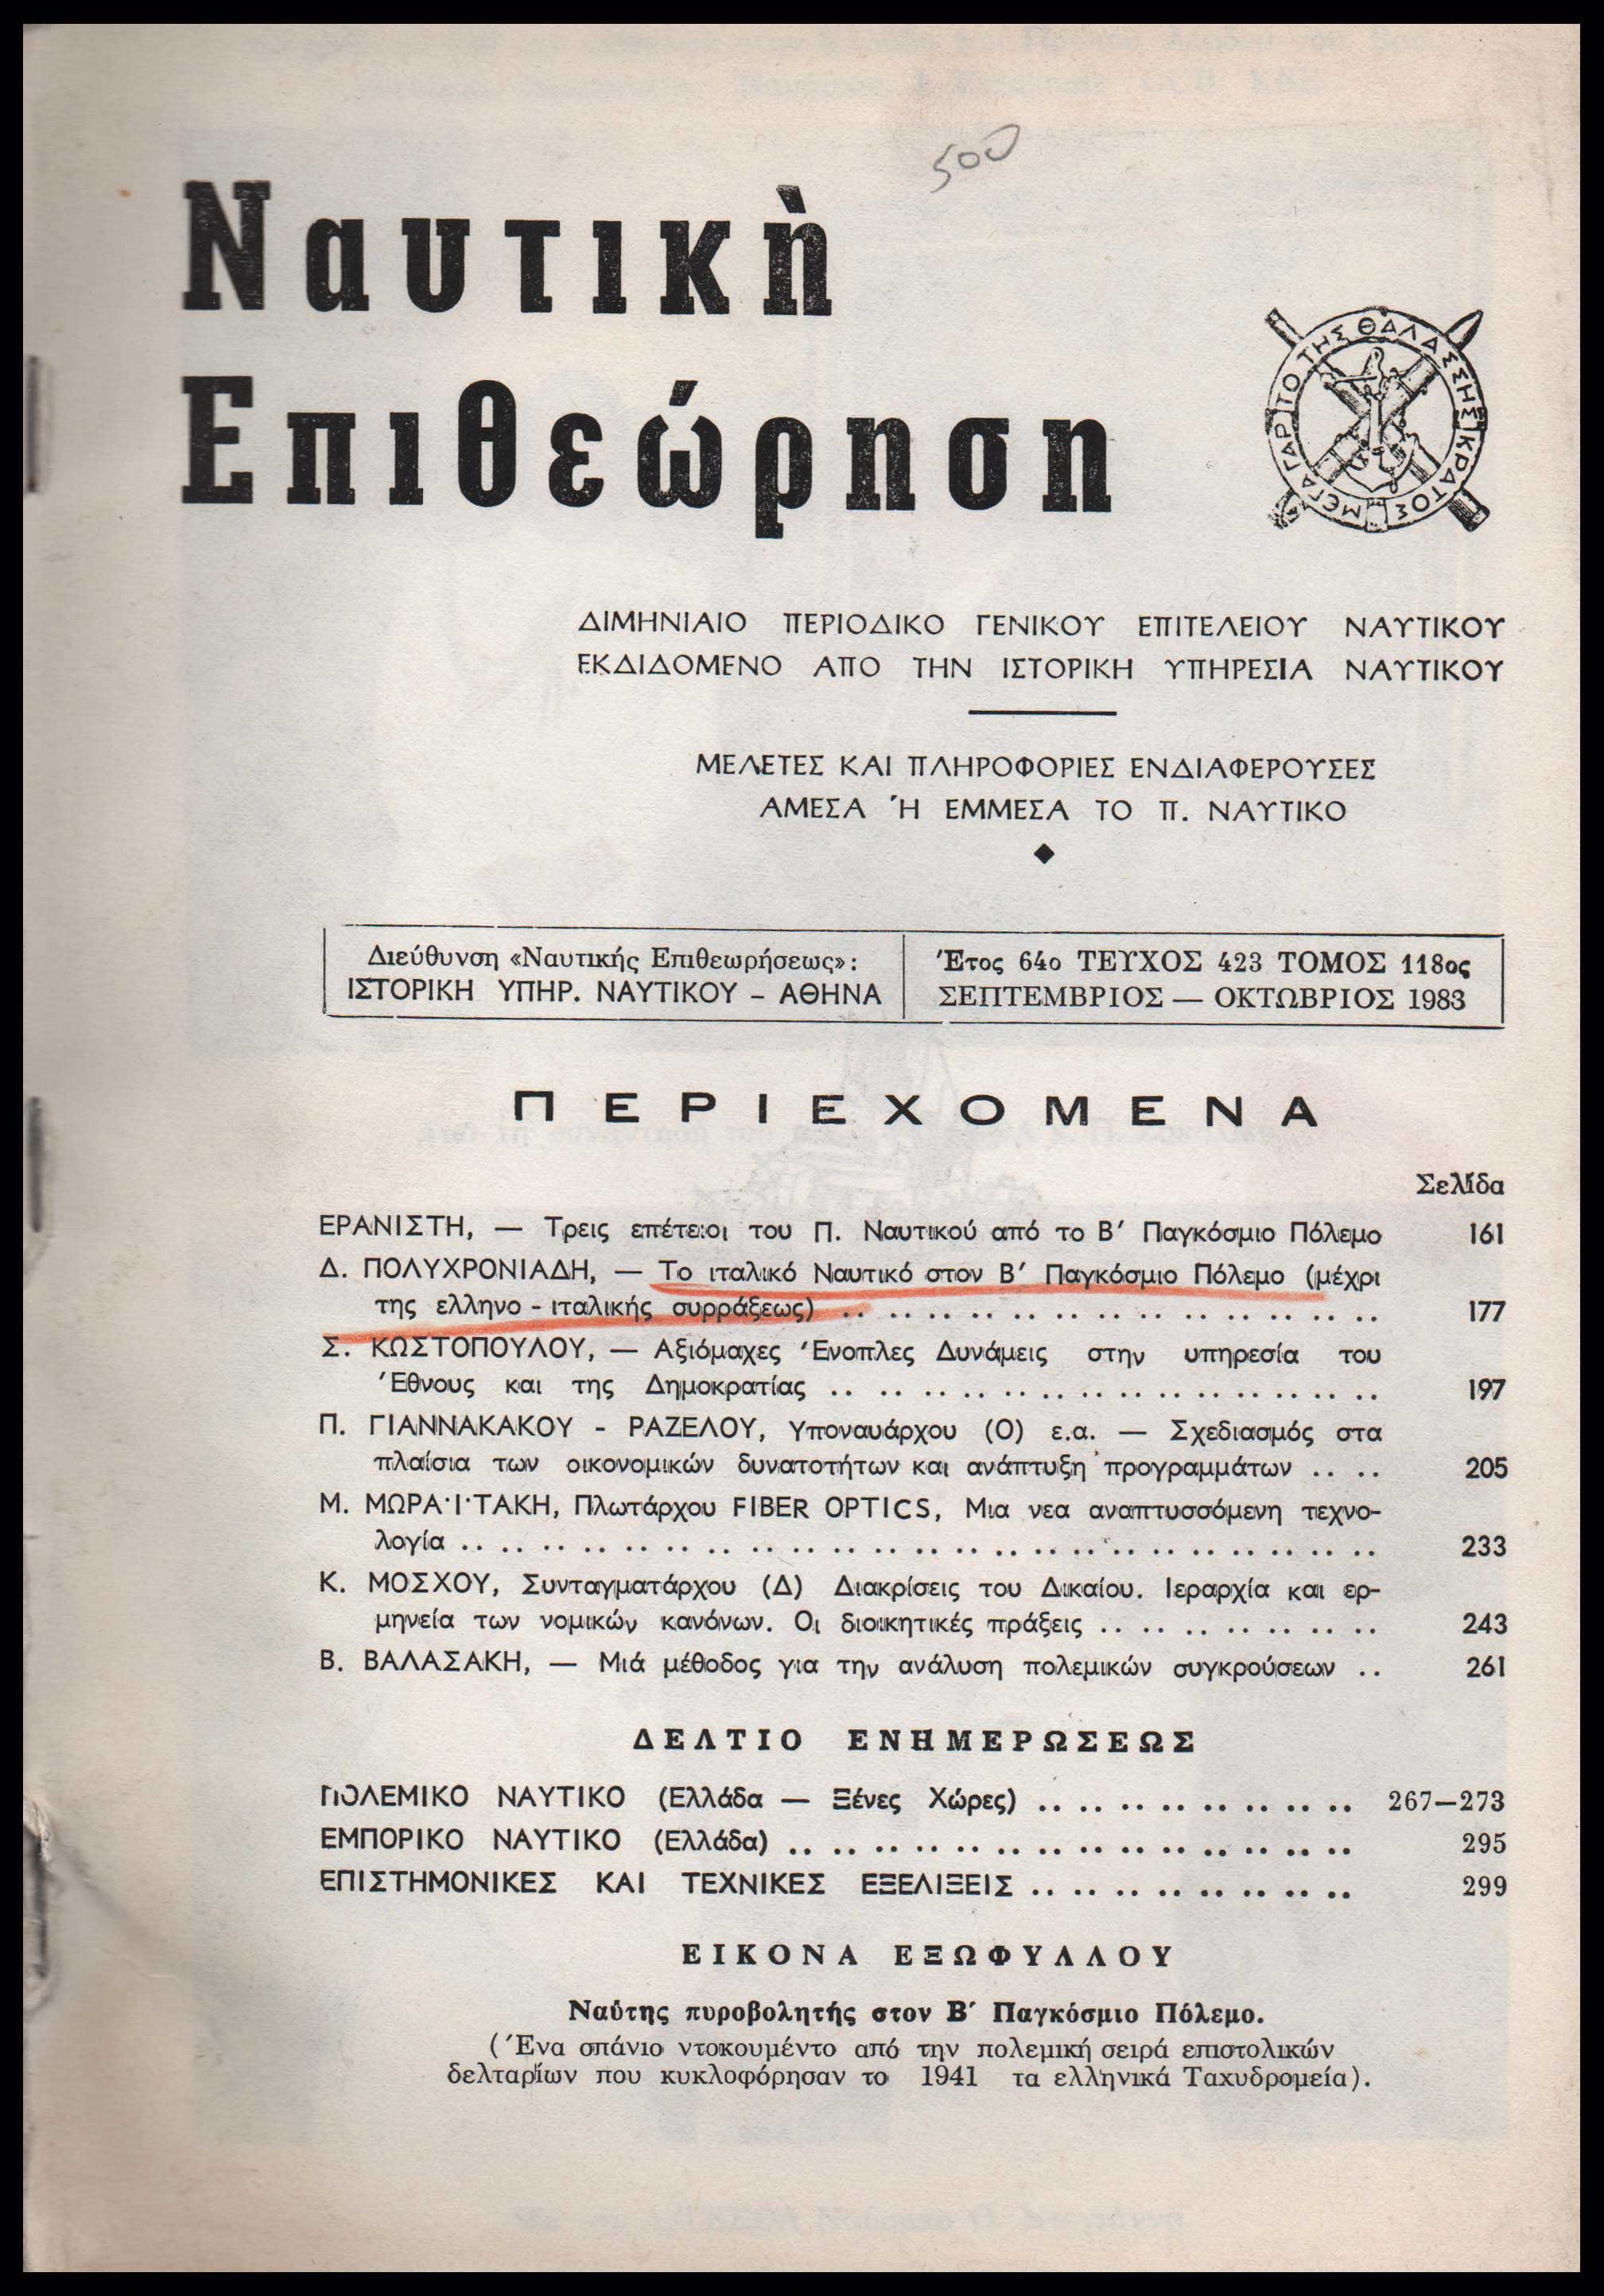 500
Ναυτικὴ
Επιθεώρηση
ΜΕΓΑ ΓΑΡ ΤΟ ΤΗΣ ΘΑΛΑΣΣΗΣ ΚΡΑΤΟΣ
ΔΙΜΗΝΙΑΙΟ ΠΕΡΙΟΔΙΚΟ ΓΕΝΙΚΟΥ ΕΠΙΤΕΛΕΙΟΥ ΝΑΥΤΙΚΟΥ
ΕΚΔΙΔΟΜΕΝΟ ΑΠΟ ΤΗΝ ΙΣΤΟΡΙΚΗ ΥΠΗΡΕΣΙΑ ΝΑΥΤΙΚΟΥ
ΜΕΛΕΤΕΣ ΚΑΙ ΠΛΗΡΟΦΟΡΙΕΣ ΕΝΔΙΑΦΕΡΟΥΣΕΣ
ΑΜΕΣΑ Ή ΕΜΜΕΣΑ ΤΟ Π. ΝΑΥΤΙΚΟ
Διεύθυνση «Ναυτικής Επιθεωρήσεως»:
ΙΣΤΟΡΙΚΗ ΥΠΗΡ. ΝΑΥΤΙΚΟΥ - ΑΘΗΝΑ
Έτος 64ο ΤΕΥΧΟΣ 423 ΤΟΜΟΣ 118ος
ΣΕΠΤΕΜΒΡΙΟΣ — ΟΚΤΩΒΡΙΟΣ 1983
ΠΕΡΙΕΧΟΜΕΝΑ
Σελίδα
ΕΡΑΝΙΣΤΗ, — Τρεις επέτειοι του Π. Ναυτικού από το Β′ Παγκόσμιο Πόλεμο 161
Δ. ΠΟΛΥΧΡΟΝΙΑΔΗ, — Το ιταλικό Ναυτικό στον Β′ Παγκόσμιο Πόλεμο (μέχρι
της ελληνο - ιταλικής συρράξεως) .. .. .. .. .. .. .. .. .. .. .. .. .. .. 177
Σ. ΚΩΣΤΟΠΟΥΛΟΥ, — Αξιόμαχες Ένοπλες Δυνάμεις στην υπηρεσία του
Έθνους και της Δημοκρατίας .. .. .. .. .. .. .. .. .. .. .. .. .. .. 197
Π. ΓΙΑΝΝΑΚΑΚΟΥ - ΡΑΖΕΛΟΥ, Υποναυάρχου (Ο) ε.α. — Σχεδιασμός στα
πλαίσια των οικονομικών δυνατοτήτων και ανάπτυξη προγραμμάτων .. .. 205
Μ. ΜΩΡΑ·Ι·ΤΑΚΗ, Πλωτάρχου FIBER OPTICS, Μια νεα αναπτυσσόμενη τεχνο-
λογία .. .. .. .. .. .. .. .. .. .. .. .. .. .. .. .. .. .. .. .. .. .. .. 233
Κ. ΜΟΣΧΟΥ, Συνταγματάρχου (Δ) Διακρίσεις του Δικαίου. Ιεραρχία και ερ-
μηνεία των νομικών κανόνων. Οι διοικητικές πράξεις .. .. .. .. .. .. .. 243
Β. ΒΑΛΑΣΑΚΗ, — Μιά μέθοδος για την ανάλυση πολεμικών συγκρούσεων .. 261
ΔΕΛΤΙΟ ΕΝΗΜΕΡΩΣΕΩΣ
ΠΟΛΕΜΙΚΟ ΝΑΥΤΙΚΟ (Ελλάδα — Ξένες Χώρες) .. .. .. .. .. .. .. .. 267—273
ΕΜΠΟΡΙΚΟ ΝΑΥΤΙΚΟ (Ελλάδα) .. .. .. .. .. .. .. .. .. .. .. .. .. .. 295
ΕΠΙΣΤΗΜΟΝΙΚΕΣ ΚΑΙ ΤΕΧΝΙΚΕΣ ΕΞΕΛΙΞΕΙΣ .. .. .. .. .. .. .. .. 299
ΕΙΚΟΝΑ ΕΞΩΦΥΛΛΟΥ
Ναύτης πυροβολητής στον Β′ Παγκόσμιο Πόλεμο.
(Ένα σπάνιο ντοκουμέντο από την πολεμική σειρά επιστολικών
δελταρίων που κυκλοφόρησαν το 1941 τα ελληνικά Ταχυδρομεία).